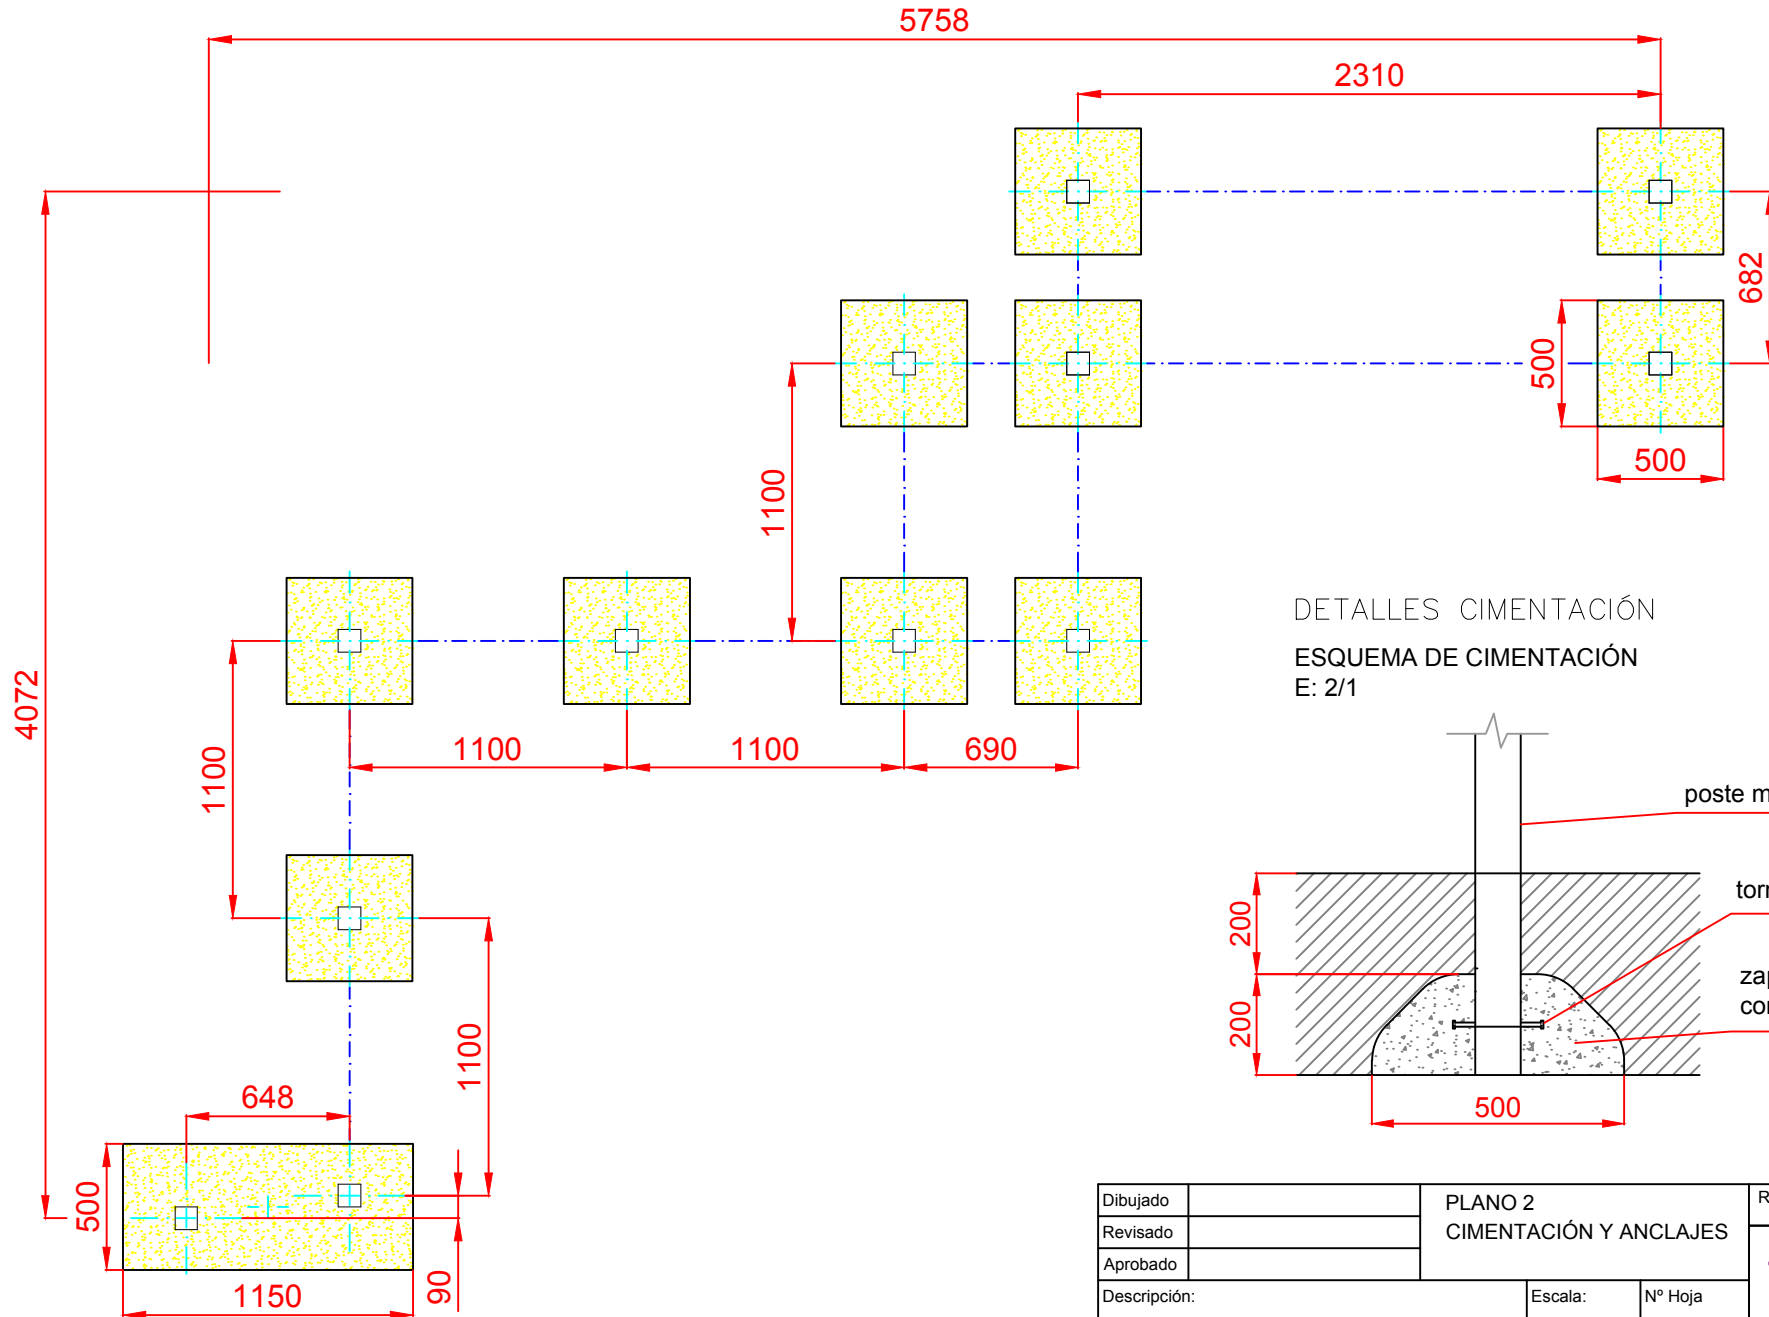 5758
2310
682
500
500
1100
4072
1100
1100
1100
690
1100
648
500
1150
90
DETALLES CIMENTACIÓN
ESQUEMA DE CIMENTACIÓN
E: 2/1
poste
200
200
500
Dibujado
Revisado
Aprobado
PLANO 2
CIMENTACIÓN Y ANCLAJES
Descripción:
Escala:
Nº Hoja